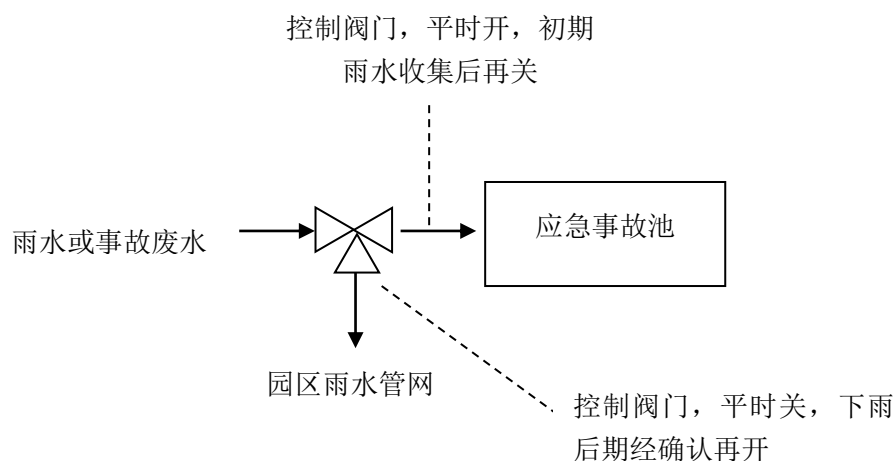 控制阀门，平时开，初期
雨水收集后再关
雨水或事故废水
应急事故池
园区雨水管网
控制阀门，平时关，下雨
后期经确认再开